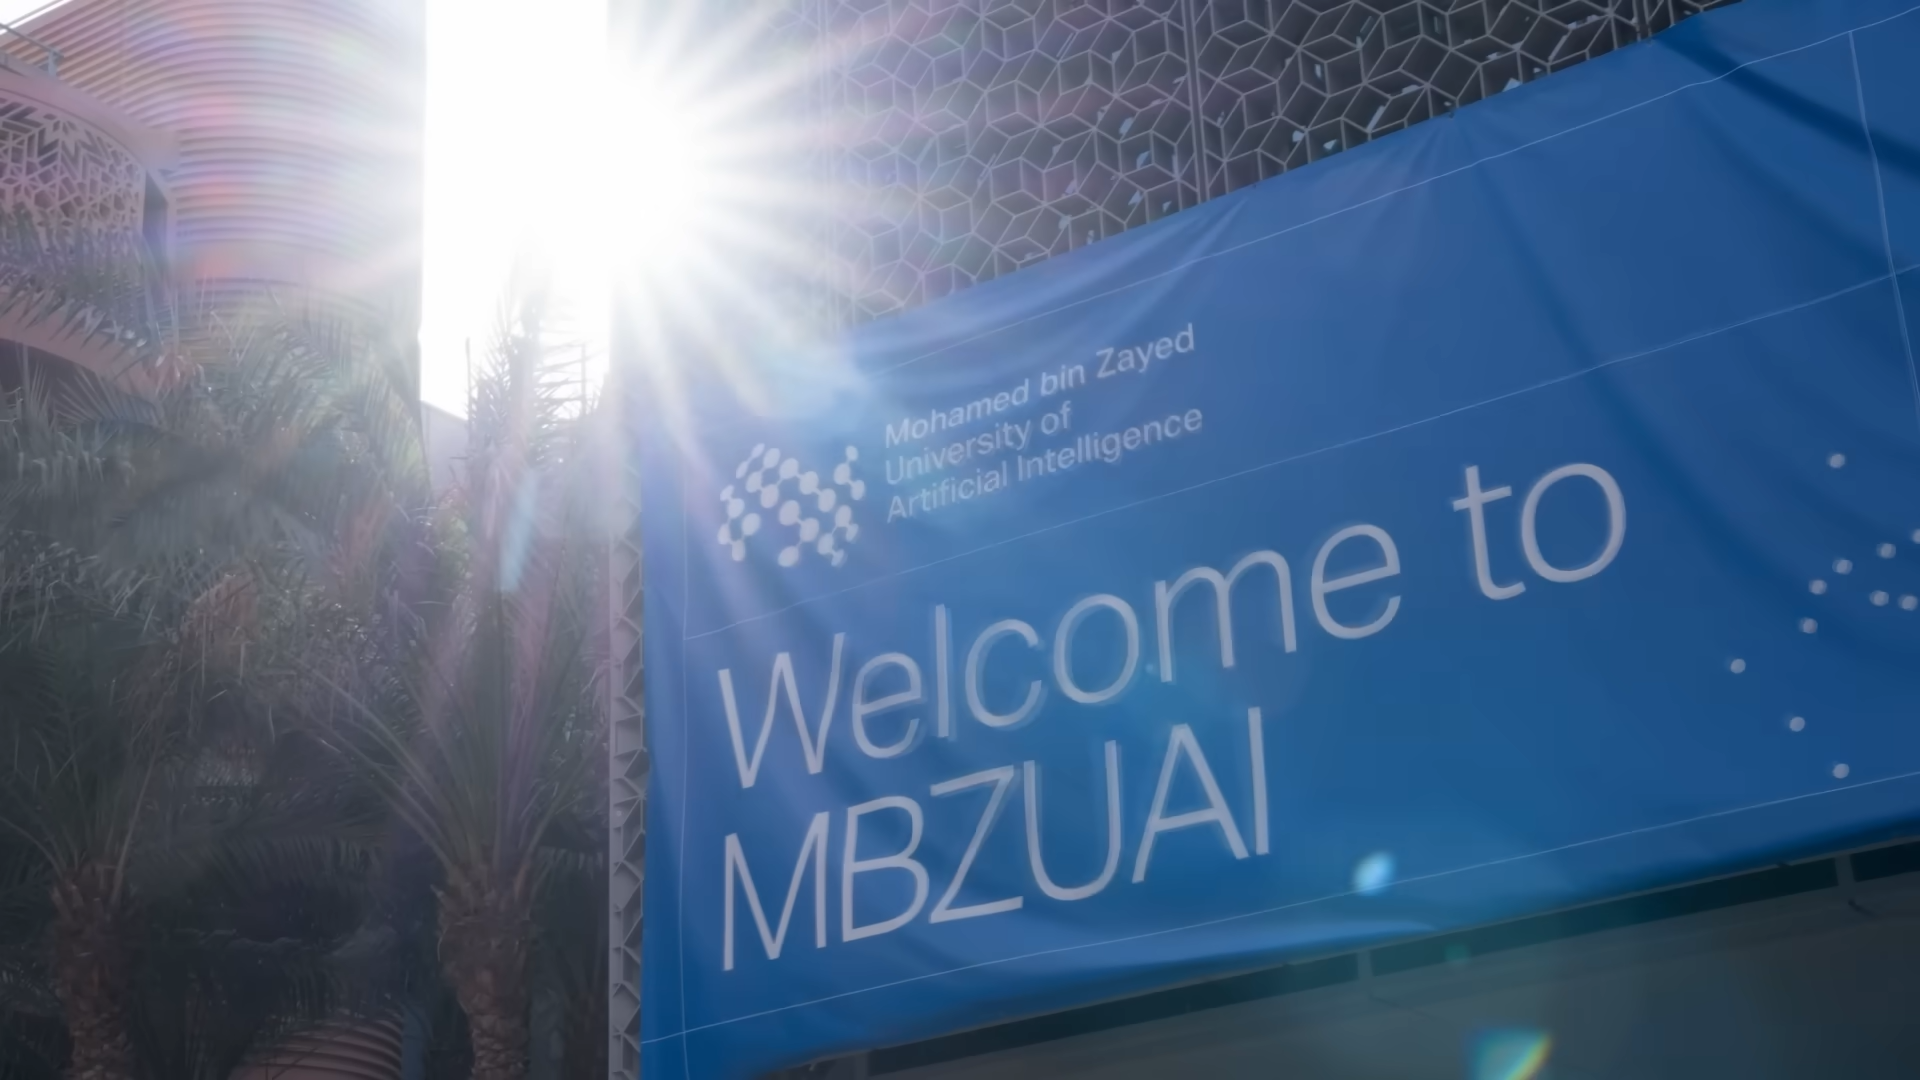 Mohamed bin Zayed
University of
Artificial Intelligence
Welcome to
MBZUAI